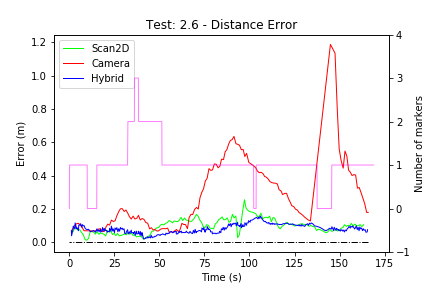 Test: 2.6 - Distance Error
Scan2D
Camera
Hybrid
Error (m)
1.2
1.0
0.8
0.6
0.4
0.2
0.0
Number of markers
4
3
2
1
0
−1
0 25 50 75 100 125 150 175
Time (s)